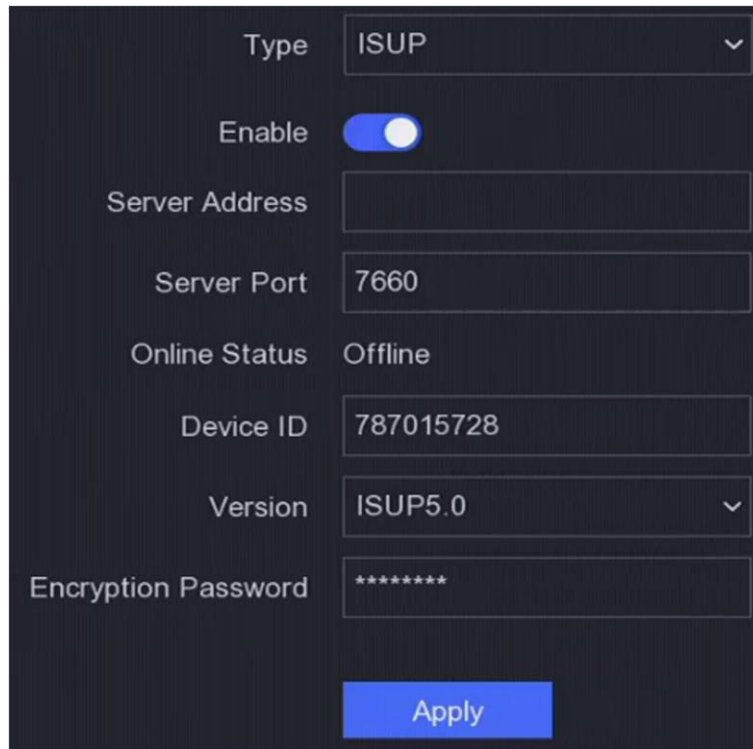 Type ISUP
Enable
Server Address
Server Port 7660
Online Status Offline
Device ID 787015728
Version ISUP5.0
Encryption Password ********
Apply